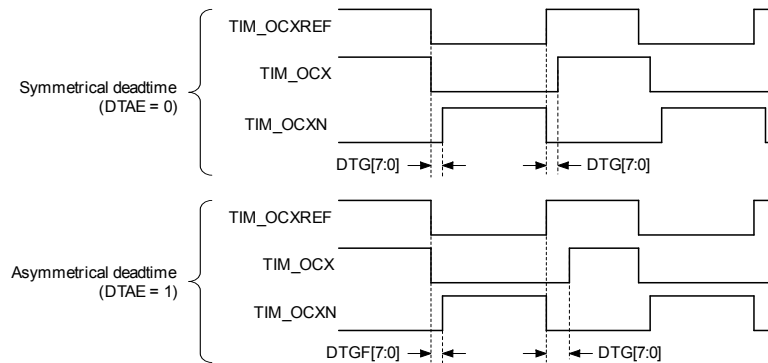 TIM_OCXREF
TIM_OCX
Symmetrical deadtime
(DTAE = 0)
TIM_OCXN
DTG[7:0]
DTG[7:0]
TIM_OCXREF
TIM_OCX
Asymmetrical deadtime
(DTAE = 1)
TIM_OCXN
DTGF[7:0]
DTG[7:0]